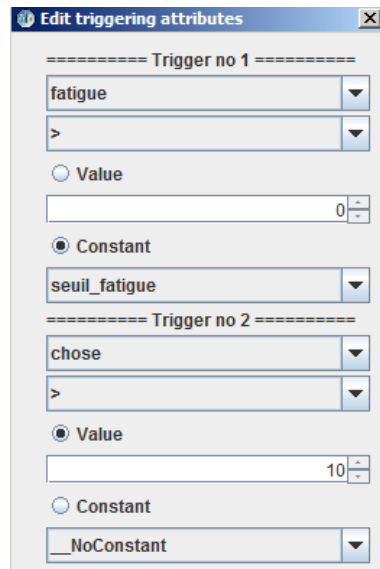 Edit triggering attributes
========== Trigger no 1 ==========
fatigue
>
Value
0
Constant
seuil_fatigue
========== Trigger no 2 ==========
chose
>
Value
10
Constant
__NoConstant